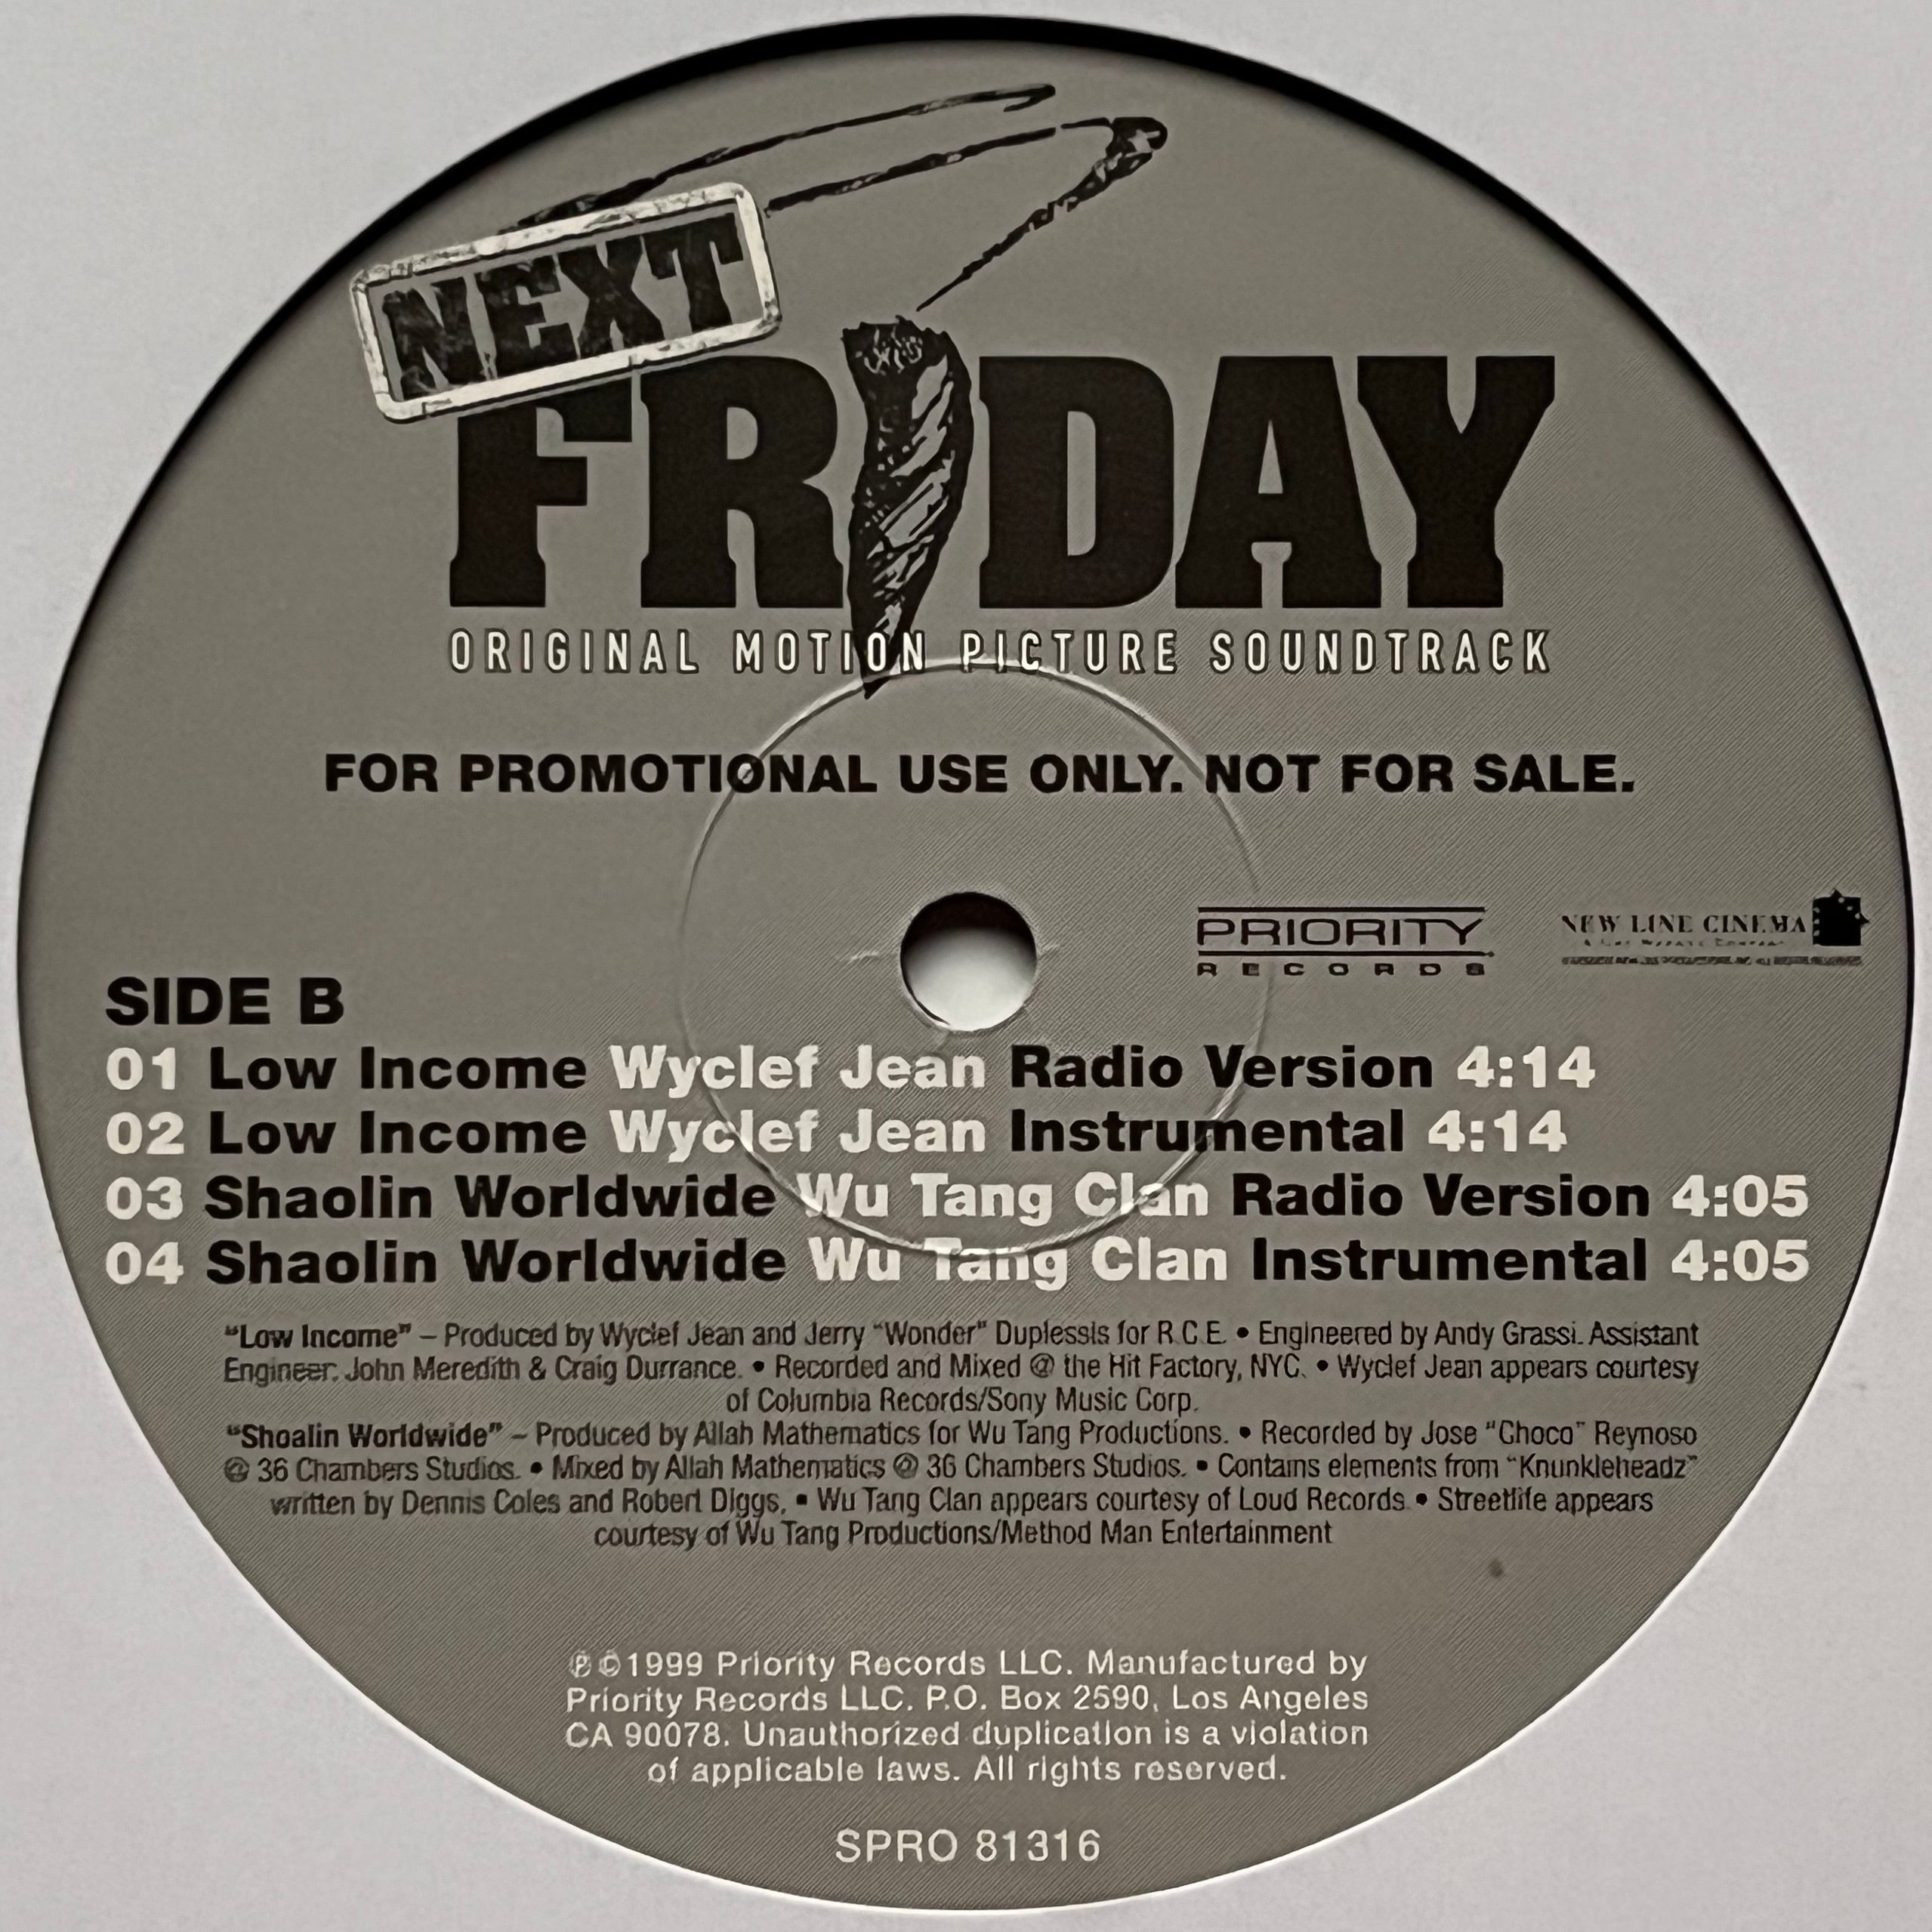 NEXT
FRIDAY
ORIGINAL MOTION PICTURE SOUNDTRACK
FOR PROMOTIONAL USE ONLY. NOT FOR SALE.
PRIORITY
RECORDS
NEW LINE CINEMA
SIDE B
01 Low Income Wyclef Jean Radio Version 4:14
02 Low Income Wyclef Jean Instrumental 4:14
03 Shaolin Worldwide Wu Tang Clan Radio Version 4:05
04 Shaolin Worldwide Wu Tang Clan Instrumental 4:05
"Low Income" – Produced by Wyclef Jean and Jerry "Wonder" Duplessis for R.C.E. • Engineered by Andy Grassi. Assistant
Engineer: John Meredith & Craig Durrance. • Recorded and Mixed @ the Hit Factory, NYC. • Wyclef Jean appears courtesy
of Columbia Records/Sony Music Corp.
"Shoalin Worldwide" – Produced by Allah Mathematics for Wu Tang Productions. • Recorded by Jose "Choco" Reynoso
@ 36 Chambers Studios. • Mixed by Allah Mathematics @ 36 Chambers Studios. • Contains elements from "Knunkleheadz"
written by Dennis Coles and Robert Diggs. • Wu Tang Clan appears courtesy of Loud Records • Streetlife appears
courtesy of Wu Tang Productions/Method Man Entertainment
℗©1999 Priority Records LLC. Manufactured by
Priority Records LLC. P.O. Box 2590, Los Angeles
CA 90078. Unauthorized duplication is a violation
of applicable laws. All rights reserved.
SPRO 81316